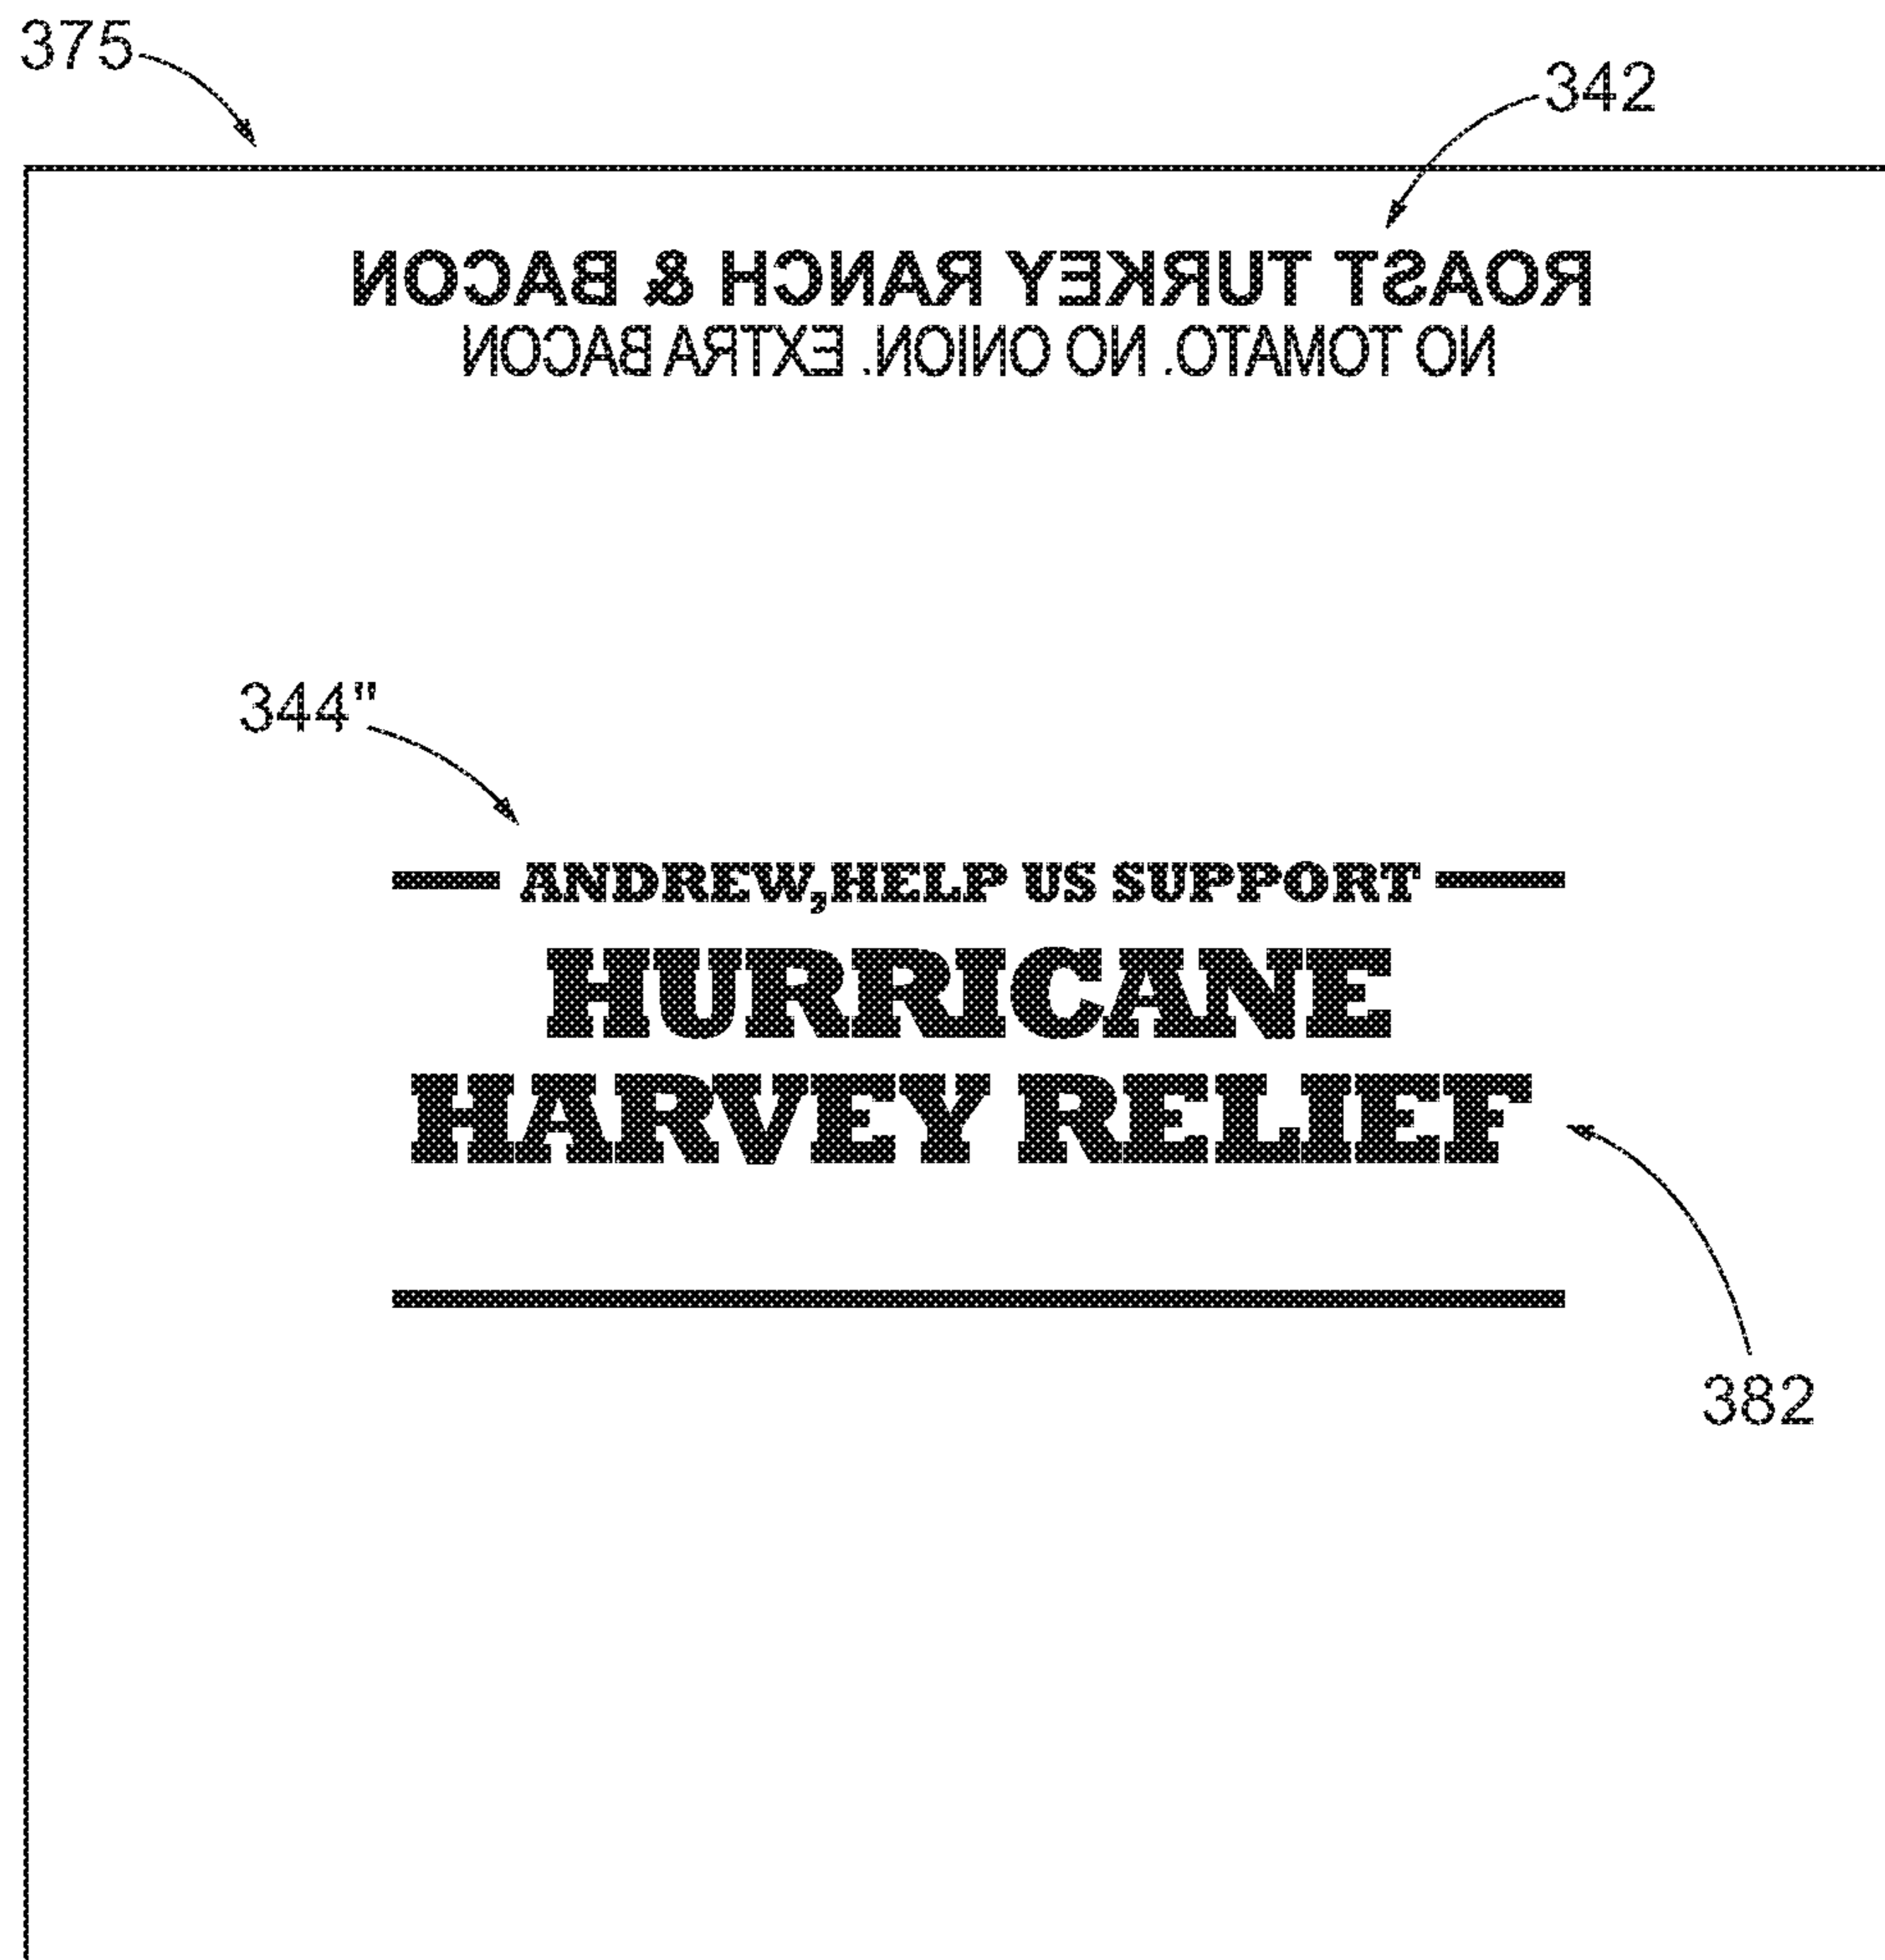 375
342
ROAST TURKEY RANCH & BACON
NO TOMATO. NO ONION. EXTRA BACON
344"
ANDREW,HELP US SUPPORT
HURRICANE
HARVEY RELIEF
382